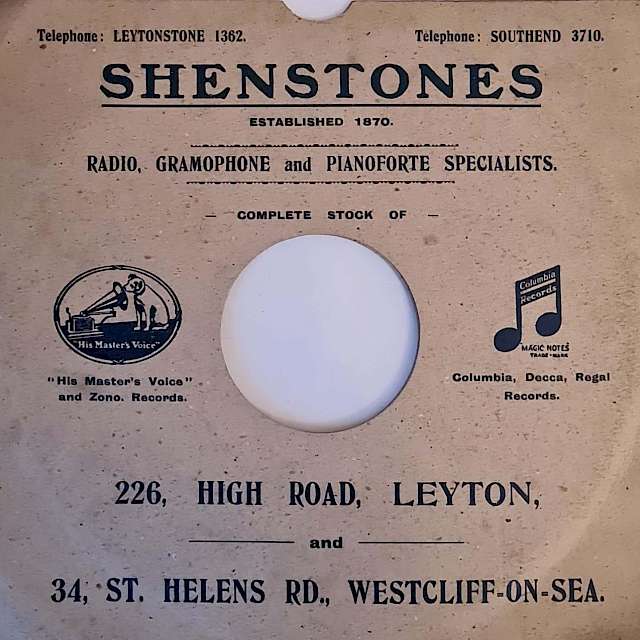 Telephone: LEYTONSTONE 1362.
Telephone: SOUTHEND 3710.
SHENSTONES
ESTABLISHED 1870.
RADIO, GRAMOPHONE and PIANOFORTE SPECIALISTS.
— COMPLETE STOCK OF —
"His Master's Voice"
"His Master's Voice"
and Zono. Records.
Columbia
Records
MAGIC NOTES
TRADE-MARK
Columbia, Decca, Regal
Records.
226, HIGH ROAD, LEYTON,
and
34, ST. HELENS RD., WESTCLIFF-ON-SEA.